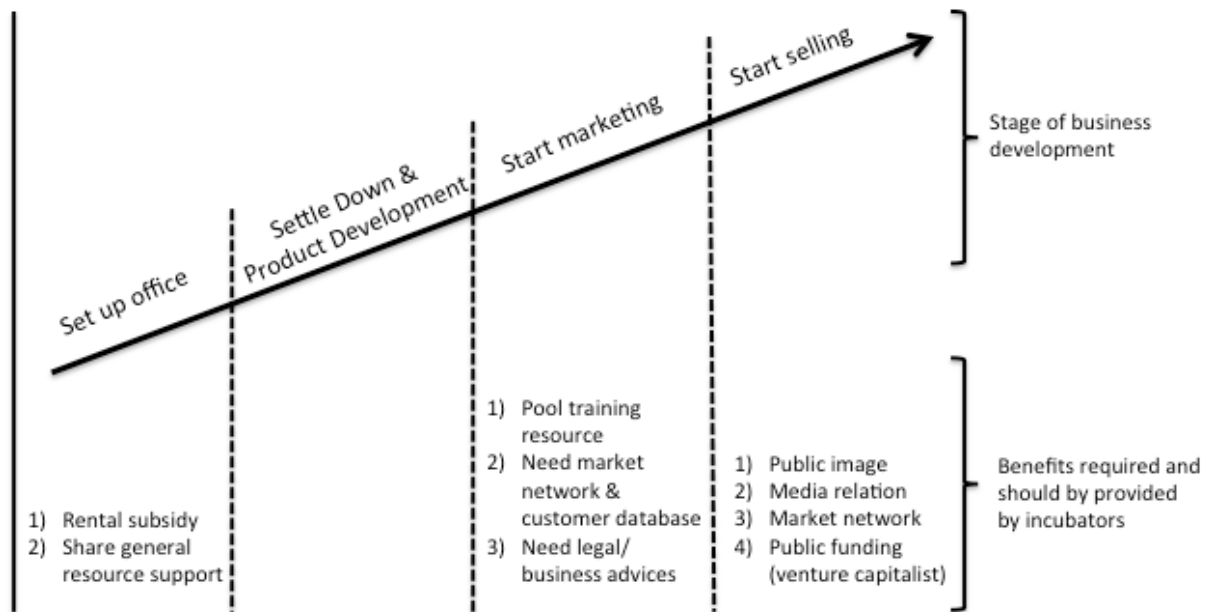 Set up office
Settle Down &
Product Development
Start marketing
Start selling
Stage of business
development
1) Rental subsidy
2) Share general
resource support
1) Pool training
resource
2) Need market
network &
customer database
3) Need legal/
business advices
1) Public image
2) Media relation
3) Market network
4) Public funding
(venture capitalist)
Benefits required and
should by provided
by incubators